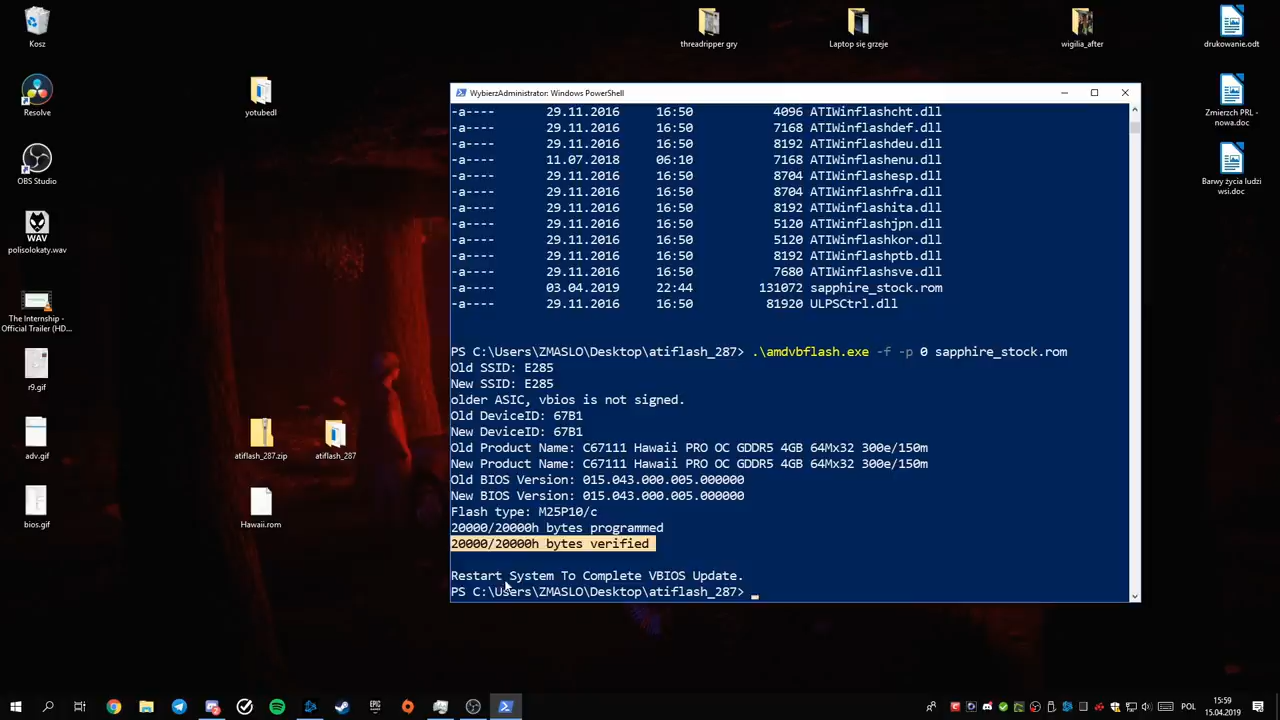 Kosz
threadripper gry
Laptop się grzeje
wigilia_after
drukowanie.odt
Resolve
yotubedl
Zmierzch PRL -
nowa.doc
OBS Studio
Barwy życia ludzi
wsi.doc
WAV
polisolokaty.wav
The Internship -
Official Trailer (HD...
r9.gif
adv.gif
atiflash_287.zip
atiflash_287
bios.gif
Hawaii.rom
WybierzAdministrator: Windows PowerShell
-a---- 29.11.2016 16:50 4096 ATIWinflashcht.dll
-a---- 29.11.2016 16:50 7168 ATIWinflashdef.dll
-a---- 29.11.2016 16:50 8192 ATIWinflashdeu.dll
-a---- 11.07.2018 06:10 7168 ATIWinflashenu.dll
-a---- 29.11.2016 16:50 8704 ATIWinflashesp.dll
-a---- 29.11.2016 16:50 8704 ATIWinflashfra.dll
-a---- 29.11.2016 16:50 8192 ATIWinflashita.dll
-a---- 29.11.2016 16:50 5120 ATIWinflashjpn.dll
-a---- 29.11.2016 16:50 5120 ATIWinflashkor.dll
-a---- 29.11.2016 16:50 8192 ATIWinflashptb.dll
-a---- 29.11.2016 16:50 7680 ATIWinflashsve.dll
-a---- 03.04.2019 22:44 131072 sapphire_stock.rom
-a---- 29.11.2016 16:50 81920 ULPSCtrl.dll
PS C:\Users\ZMASLO\Desktop\atiflash_287> .\amdvbflash.exe -f -p 0 sapphire_stock.rom
Old SSID: E285
New SSID: E285
older ASIC, vbios is not signed.
Old DeviceID: 67B1
New DeviceID: 67B1
Old Product Name: C67111 Hawaii PRO OC GDDR5 4GB 64Mx32 300e/150m
New Product Name: C67111 Hawaii PRO OC GDDR5 4GB 64Mx32 300e/150m
Old BIOS Version: 015.043.000.005.000000
New BIOS Version: 015.043.000.005.000000
Flash type: M25P10/c
20000/20000h bytes programmed
20000/20000h bytes verified
Restart System To Complete VBIOS Update.
PS C:\Users\ZMASLO\Desktop\atiflash_287>
EPIC
POL
15:59
15.04.2019